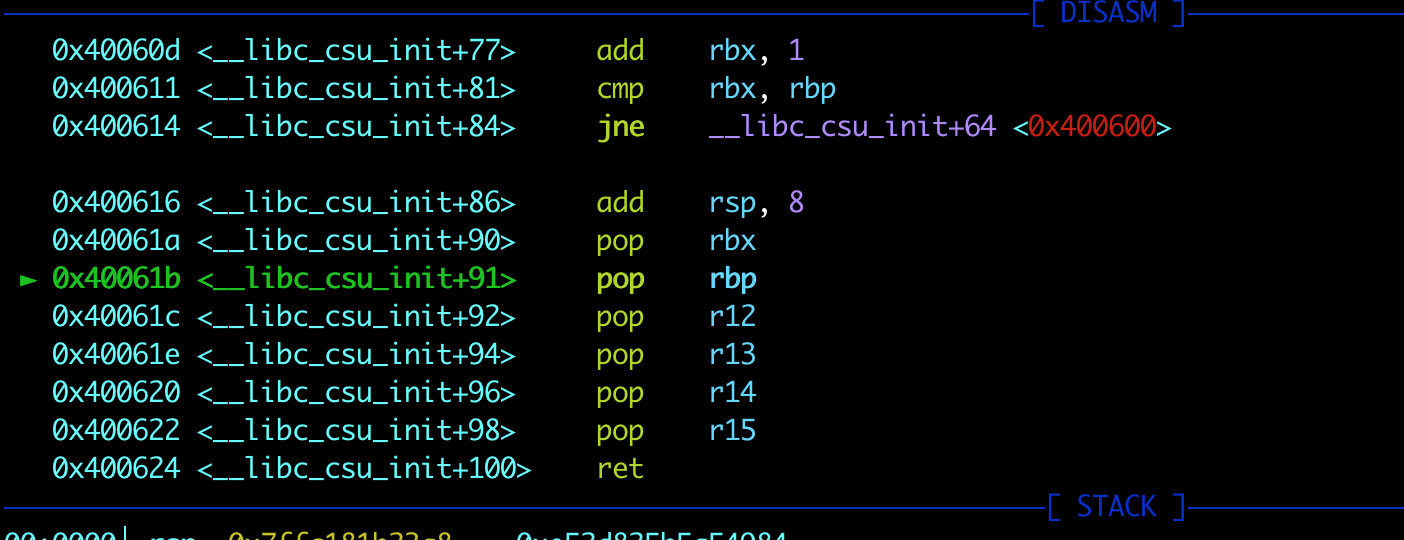 [ DISASM ]
0x40060d <__libc_csu_init+77> add rbx, 1
0x400611 <__libc_csu_init+81> cmp rbx, rbp
0x400614 <__libc_csu_init+84> jne __libc_csu_init+64 <0x400600>
0x400616 <__libc_csu_init+86> add rsp, 8
0x40061a <__libc_csu_init+90> pop rbx
► 0x40061b <__libc_csu_init+91> pop rbp
0x40061c <__libc_csu_init+92> pop r12
0x40061e <__libc_csu_init+94> pop r13
0x400620 <__libc_csu_init+96> pop r14
0x400622 <__libc_csu_init+98> pop r15
0x400624 <__libc_csu_init+100> ret
[ STACK ]
00:0000│ rsp